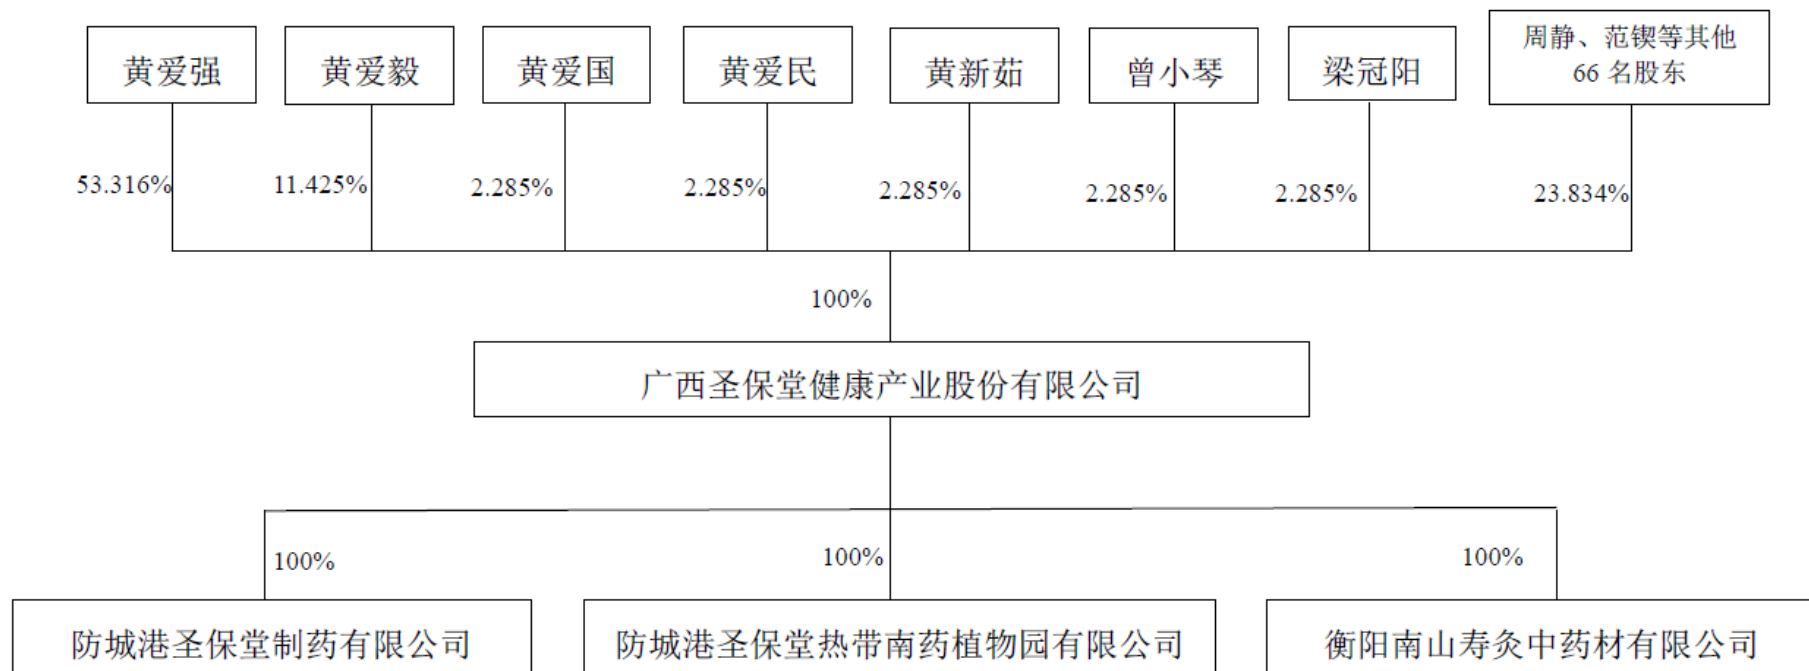 黄爱强
黄爱毅
黄爱国
黄爱民
黄新茹
曾小琴
梁冠阳
周静、范锲等其他
66 名股东
53.316%
11.425%
2.285%
2.285%
2.285%
2.285%
2.285%
23.834%
100%
广西圣保堂健康产业股份有限公司
100%
100%
100%
防城港圣保堂制药有限公司
防城港圣保堂热带南药植物园有限公司
衡阳南山寿灸中药材有限公司